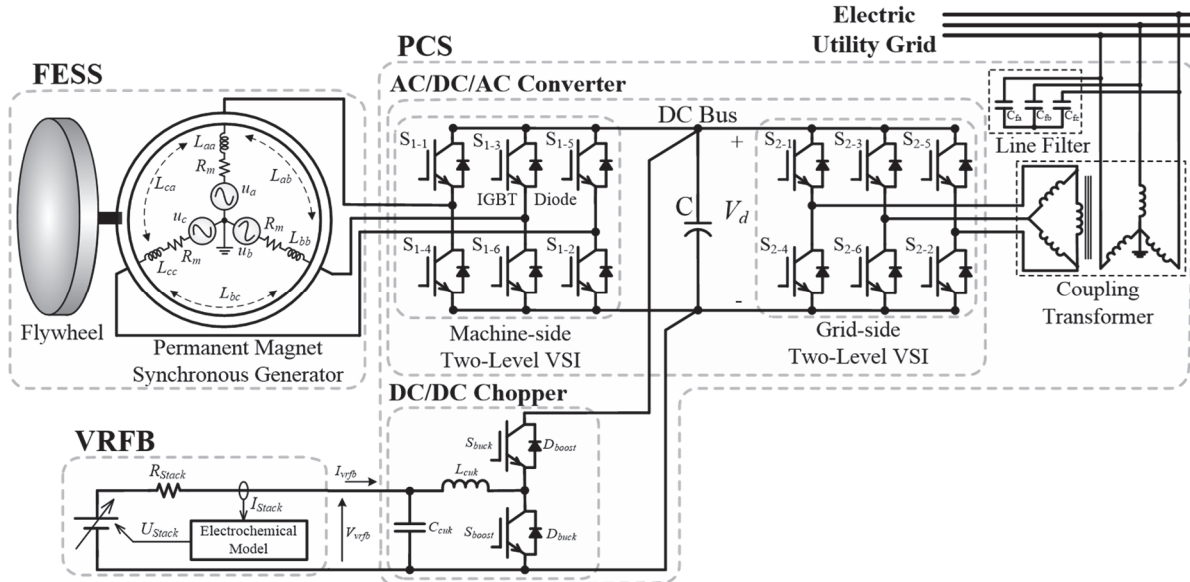 Electric
Utility Grid
PCS
FESS
AC/DC/AC Converter
DC Bus
S1-1
S1-3
S1-5
IGBT
Diode
S1-4
S1-6
S1-2
C
+
Vd
-
S2-1
S2-3
S2-5
S2-4
S2-6
S2-2
Cfa
Cfb
Cfc
Line Filter
Coupling
Transformer
Laa
Rm
ua
Lca
Lab
uc
ub
Rm
Rm
Lbb
Lcc
Lbc
Flywheel
Permanent Magnet
Synchronous Generator
Machine-side
Two-Level VSI
Grid-side
Two-Level VSI
DC/DC Chopper
Sbuck
Dboost
Lcuk
Ccuk
Sboost
Dbuck
VRFB
RStack
Ivrfb
IStack
UStack
Electrochemical
Model
Vvrfb